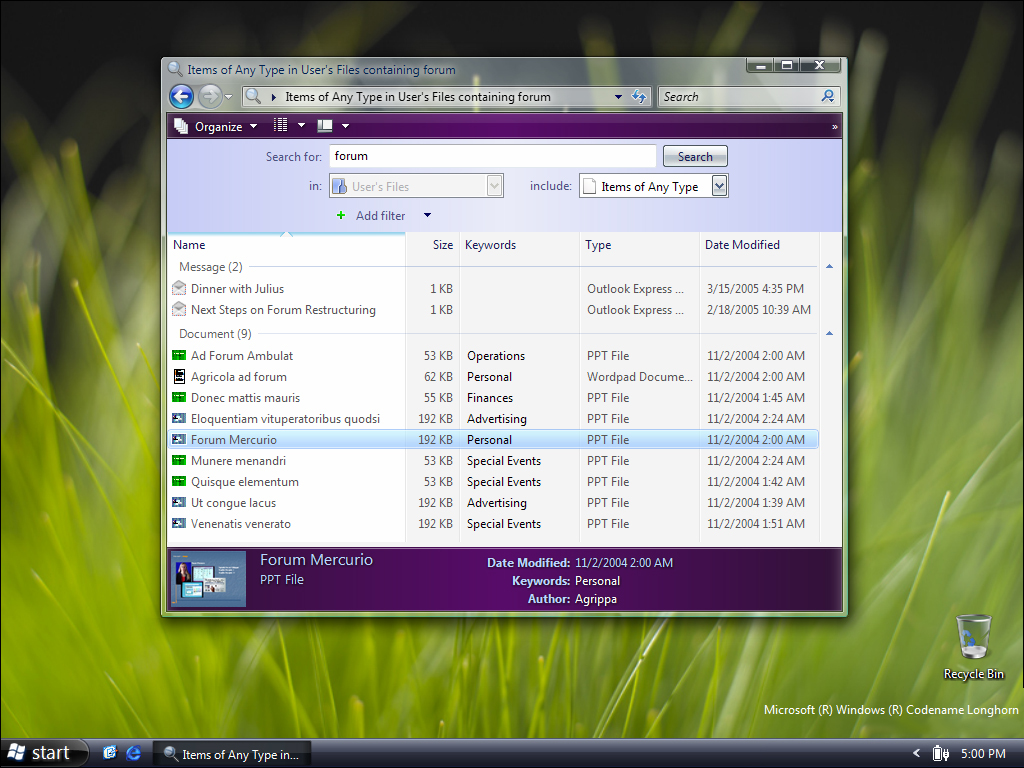 Items of Any Type in User's Files containing forum
Items of Any Type in User's Files containing forum
Search
Organize
»
Search for: forum Search
in: User's Files include: Items of Any Type
+ Add filter
Name Size Keywords Type Date Modified
Message (2)
Dinner with Julius 1 KB Outlook Express ... 3/15/2005 4:35 PM
Next Steps on Forum Restructuring 1 KB Outlook Express ... 2/18/2005 10:39 AM
Document (9)
Ad Forum Ambulat 53 KB Operations PPT File 11/2/2004 2:00 AM
Agricola ad forum 62 KB Personal Wordpad Docume... 11/2/2004 2:00 AM
Donec mattis mauris 55 KB Finances PPT File 11/2/2004 1:45 AM
Eloquentiam vituperatoribus quodsi 192 KB Advertising PPT File 11/2/2004 2:24 AM
Forum Mercurio 192 KB Personal PPT File 11/2/2004 2:00 AM
Munere menandri 53 KB Special Events PPT File 11/2/2004 2:24 AM
Quisque elementum 53 KB Special Events PPT File 11/2/2004 1:42 AM
Ut congue lacus 192 KB Advertising PPT File 11/2/2004 1:39 AM
Venenatis venerato 192 KB Special Events PPT File 11/2/2004 1:51 AM
Forum Mercurio Date Modified: 11/2/2004 2:00 AM
PPT File Keywords: Personal
Author: Agrippa
Recycle Bin
Microsoft (R) Windows (R) Codename Longhorn
start Items of Any Type in... 5:00 PM